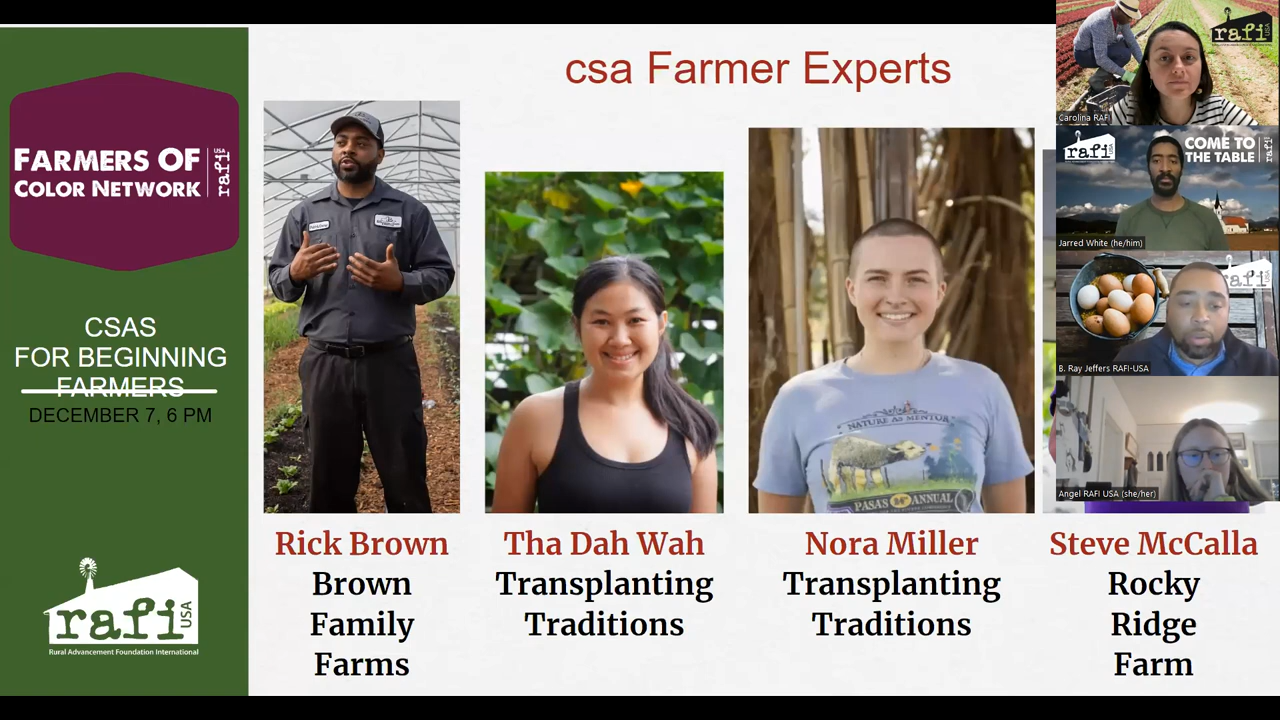 csa Farmer Experts
FARMERS OF
COLOR NETWORK
rafi
USA
CSAS
FOR BEGINNING
FARMERS
DECEMBER 7, 6 PM
rafi
USA
Rural Advancement Foundation International
NATURE AS MENTOR
PASA'S
ANNUAL
Rick Brown
Brown
Family
Farms
Tha Dah Wah
Transplanting
Traditions
Nora Miller
Transplanting
Traditions
Steve McCalla
Rocky
Ridge
Farm
rafi
USA
Carolina RAFI
rafi
COME TO
THE TABLE
rafi
Jarred White (he/him)
rafi
B. Ray Jeffers RAFI-USA
Angel RAFI USA (she/her)